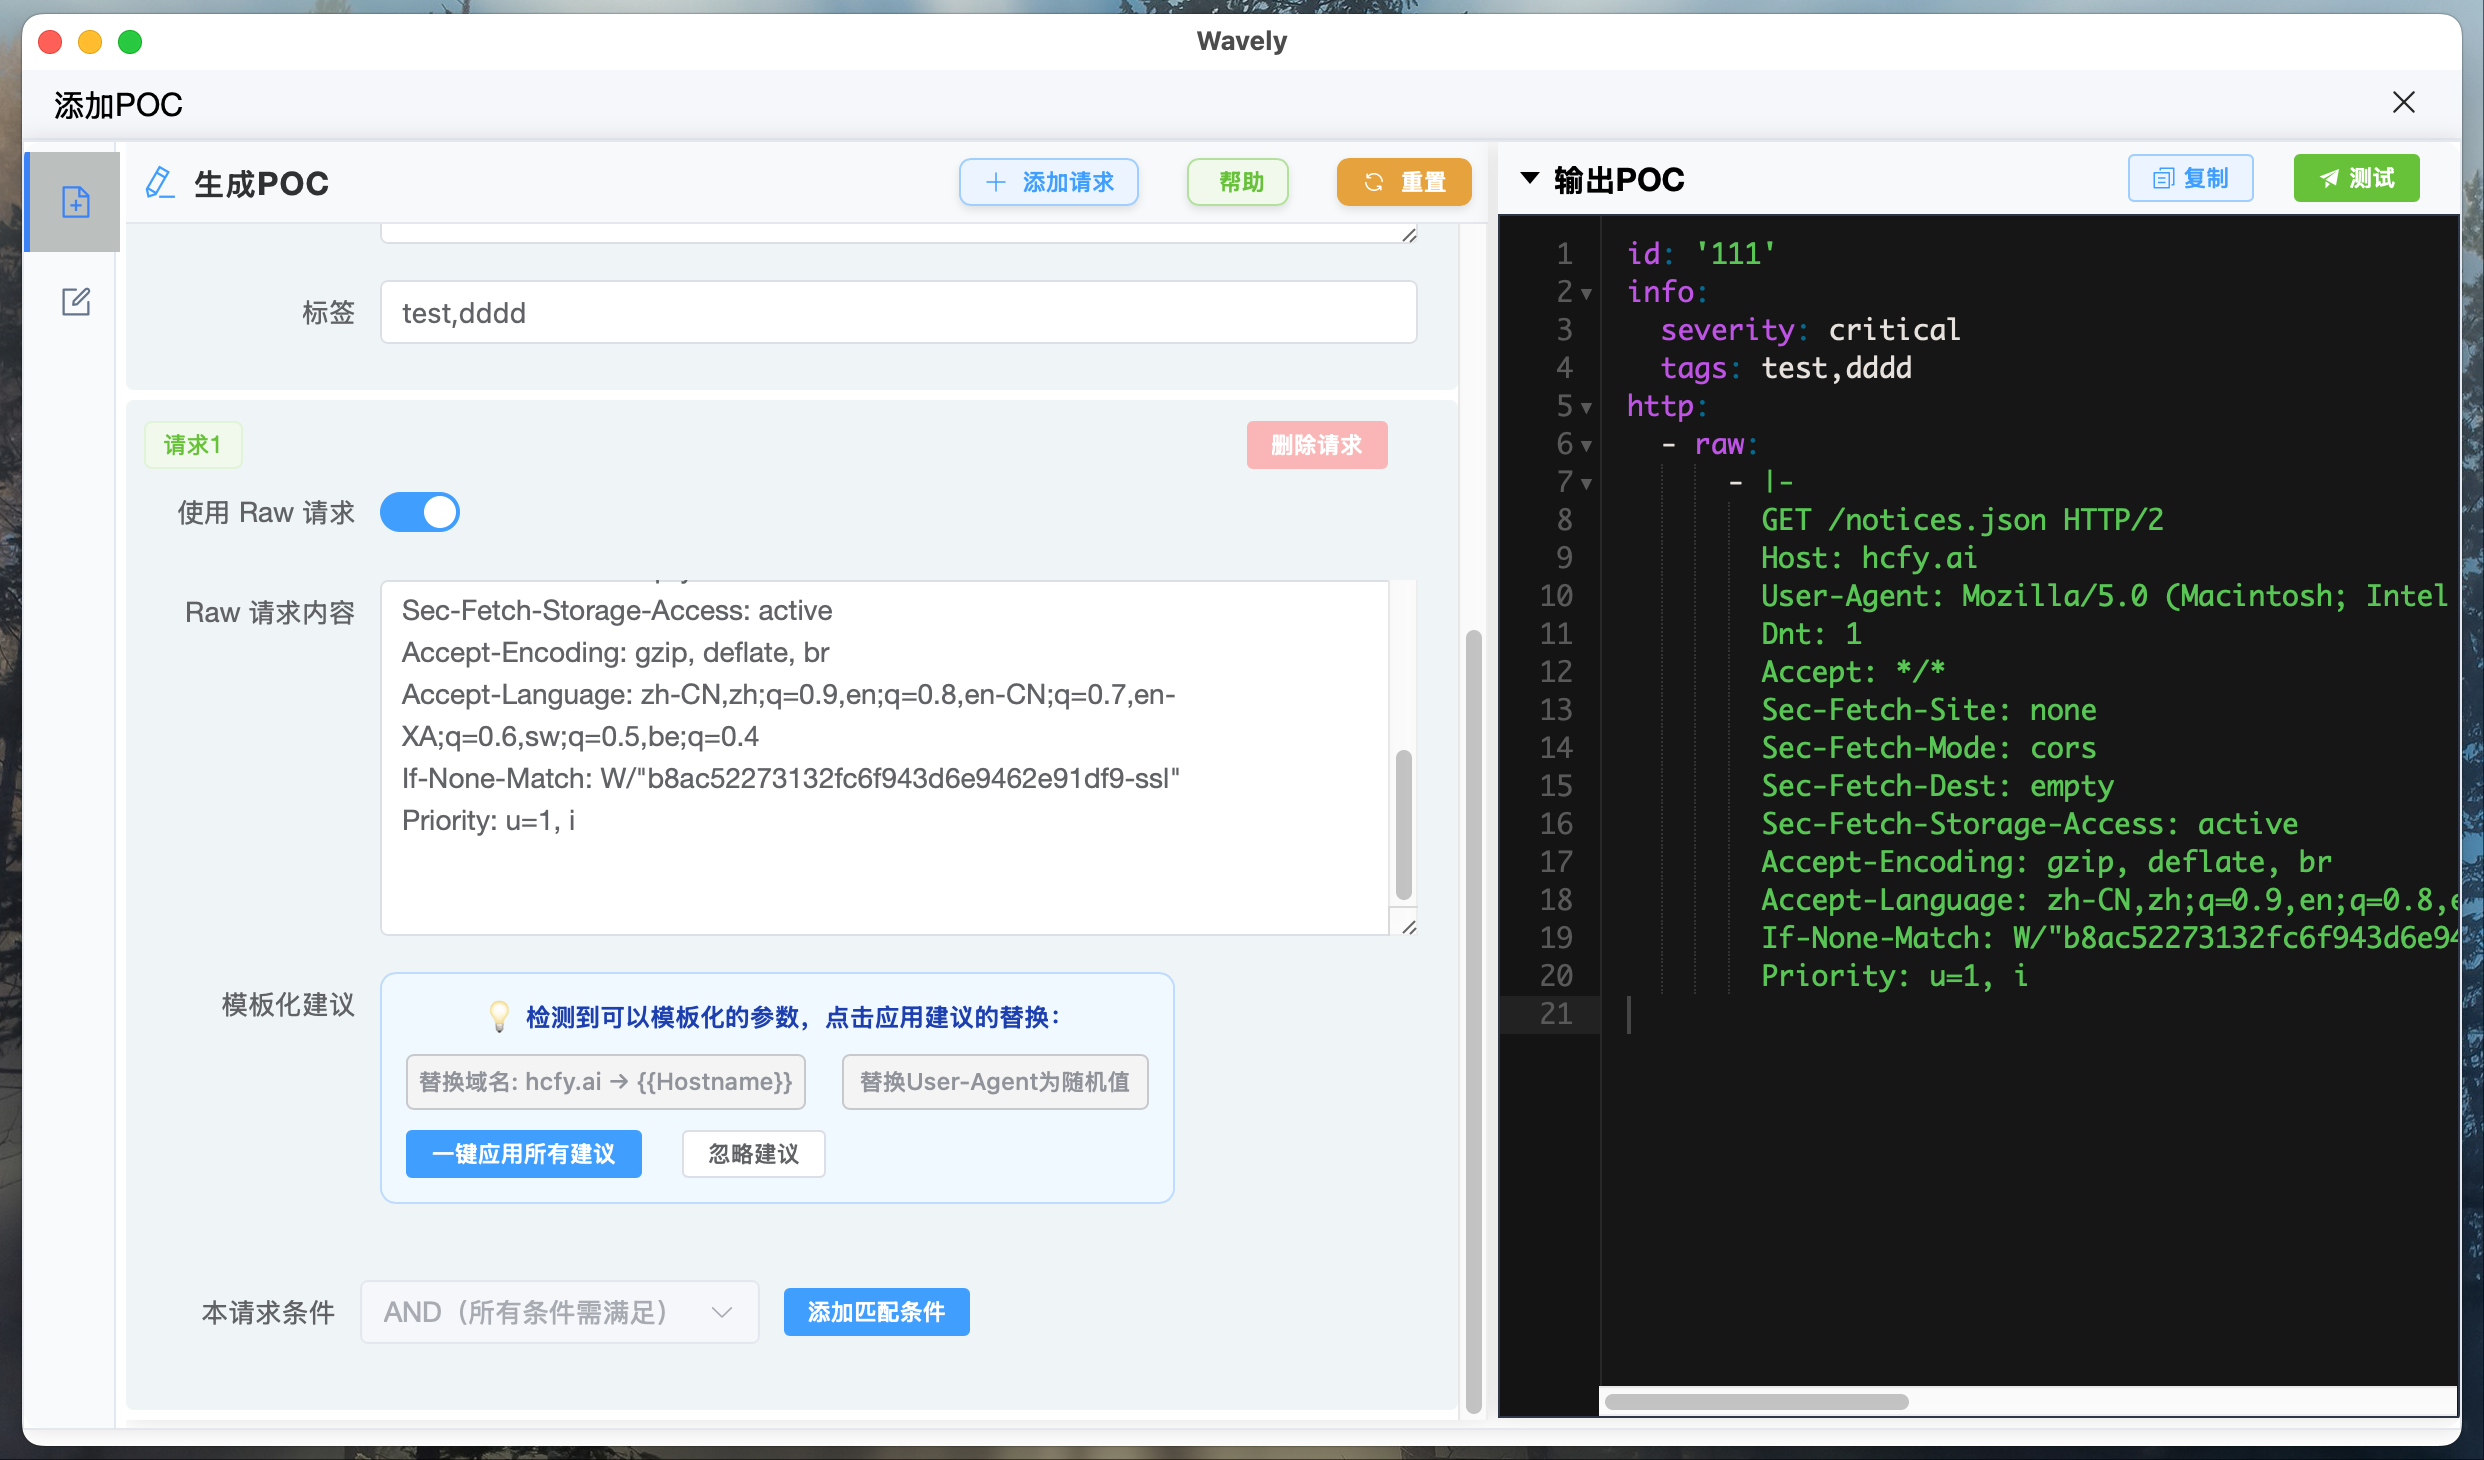 Wavely
添加POC
生成POC
添加请求
帮助
重置
标签
test,dddd
请求1
删除请求
使用 Raw 请求
Raw 请求内容
Sec-Fetch-Storage-Access: active
Accept-Encoding: gzip, deflate, br
Accept-Language: zh-CN,zh;q=0.9,en;q=0.8,en-CN;q=0.7,en-
XA;q=0.6,sw;q=0.5,be;q=0.4
If-None-Match: W/"b8ac52273132fc6f943d6e9462e91df9-ssl"
Priority: u=1, i
模板化建议
💡 检测到可以模板化的参数，点击应用建议的替换：
替换域名: hcfy.ai → {{Hostname}}
替换User-Agent为随机值
一键应用所有建议
忽略建议
本请求条件
AND（所有条件需满足）
添加匹配条件
输出POC
复制
测试
1 id: '111'
2 info:
3 severity: critical
4 tags: test,dddd
5 http:
6 - raw:
7 - |-
8 GET /notices.json HTTP/2
9 Host: hcfy.ai
10 User-Agent: Mozilla/5.0 (Macintosh; Intel
11 Dnt: 1
12 Accept: */*
13 Sec-Fetch-Site: none
14 Sec-Fetch-Mode: cors
15 Sec-Fetch-Dest: empty
16 Sec-Fetch-Storage-Access: active
17 Accept-Encoding: gzip, deflate, br
18 Accept-Language: zh-CN,zh;q=0.9,en;q=0.8,e
19 If-None-Match: W/"b8ac52273132fc6f943d6e94
20 Priority: u=1, i
21